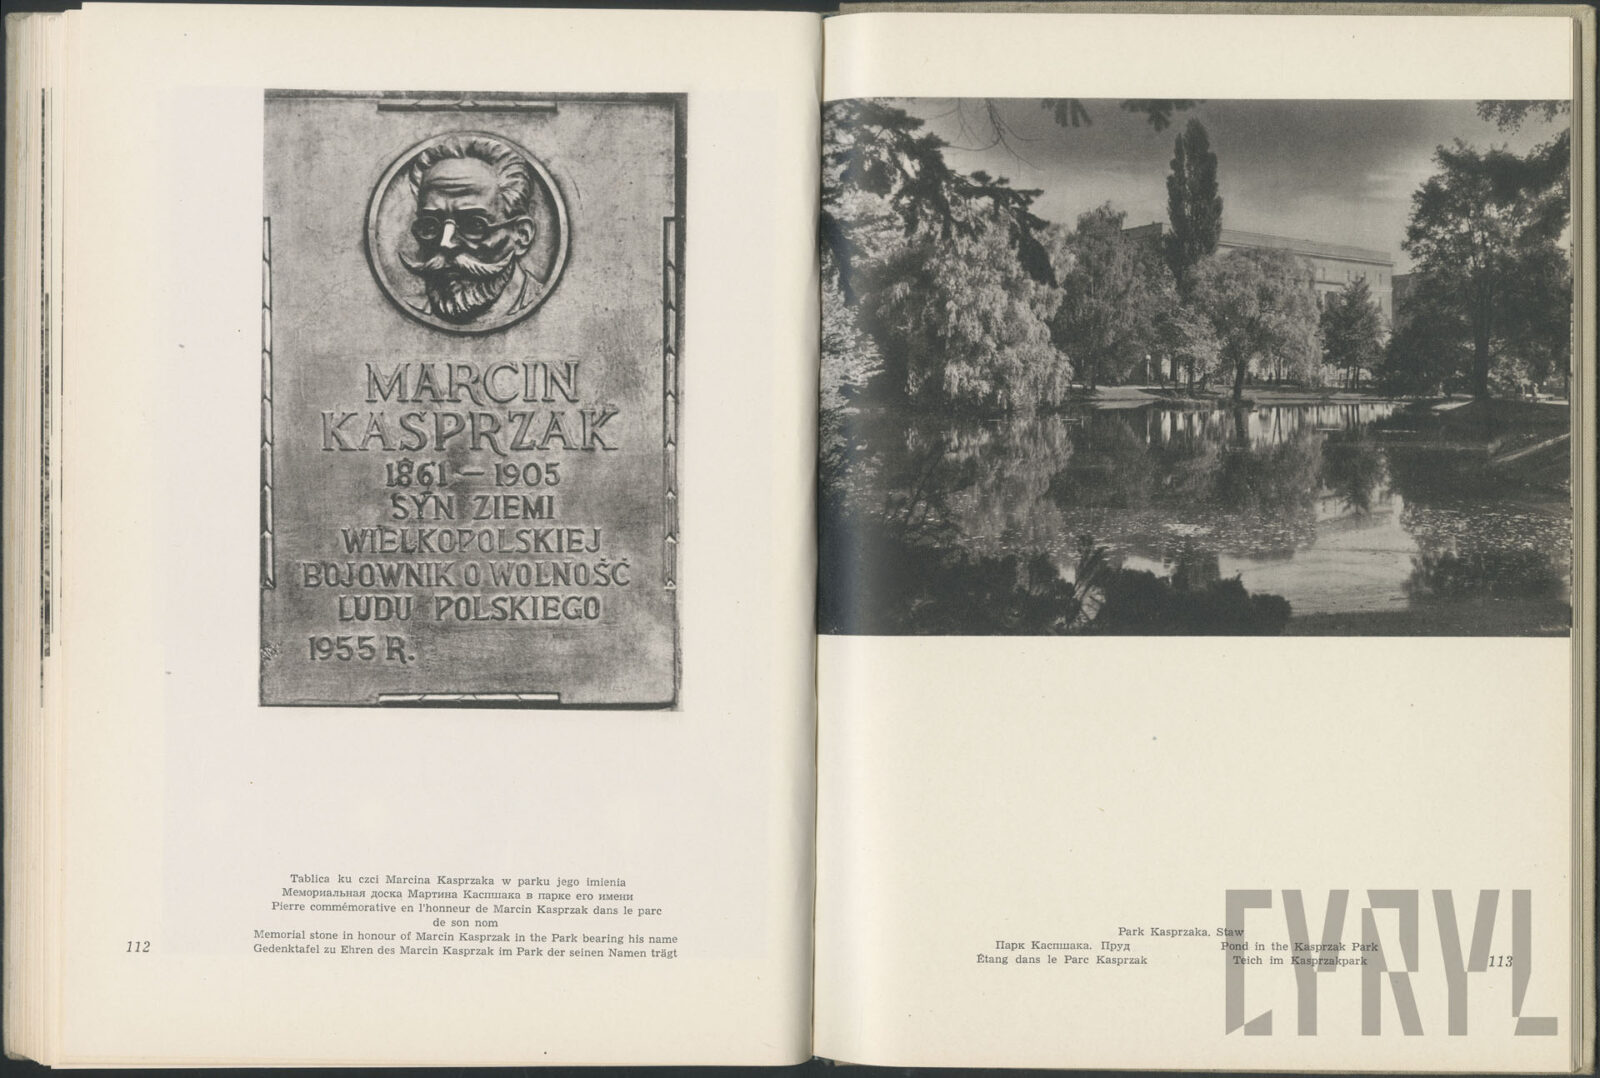 MARCIN
KASPRZAK
1861 — 1905
SYN ZIEMI
WIELKOPOLSKIEJ
BOJOWNIK O WOLNOŚĆ
LUDU POLSKIEGO
1955 R.
Tablica ku czci Marcina Kasprzaka w parku jego imienia
Мемориальная доска Мартина Каспшака в парке его имени
Pierre commémorative en l'honneur de Marcin Kasprzak dans le parc
de son nom
Memorial stone in honour of Marcin Kasprzak in the Park bearing his name
Gedenktafel zu Ehren des Marcin Kasprzak im Park der seinen Namen trägt
112
Park Kasprzaka. Staw
Парк Каспшака. Пруд
Pond in the Kasprzak Park
Étang dans le Parc Kasprzak
Teich im Kasprzakpark
113
CYRYL